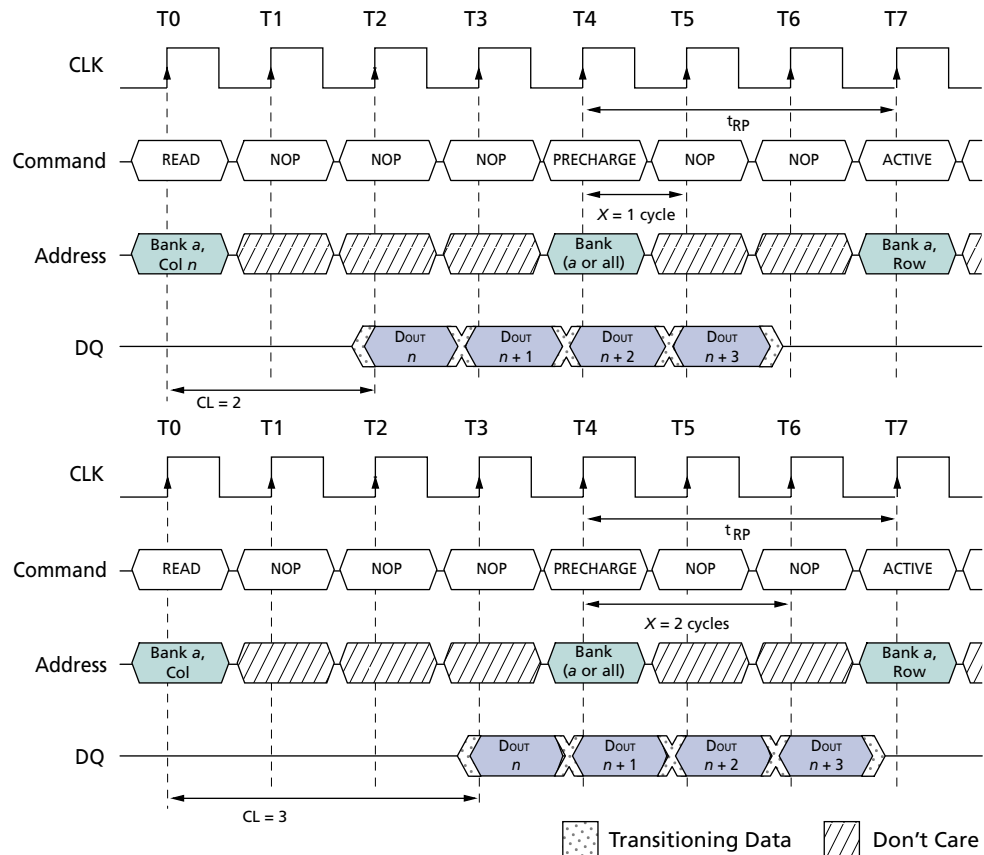 T0 T1 T2 T3 T4 T5 T6 T7
CLK
tRP
Command READ NOP NOP NOP PRECHARGE NOP NOP ACTIVE
X = 1 cycle
Address Bank a, Col n Bank (a or all) Bank a, Row
DQ DOUT n DOUT n + 1 DOUT n + 2 DOUT n + 3
CL = 2
T0 T1 T2 T3 T4 T5 T6 T7
CLK
tRP
Command READ NOP NOP NOP PRECHARGE NOP NOP ACTIVE
X = 2 cycles
Address Bank a, Col Bank (a or all) Bank a, Row
DQ DOUT n DOUT n + 1 DOUT n + 2 DOUT n + 3
CL = 3
Transitioning Data Don't Care